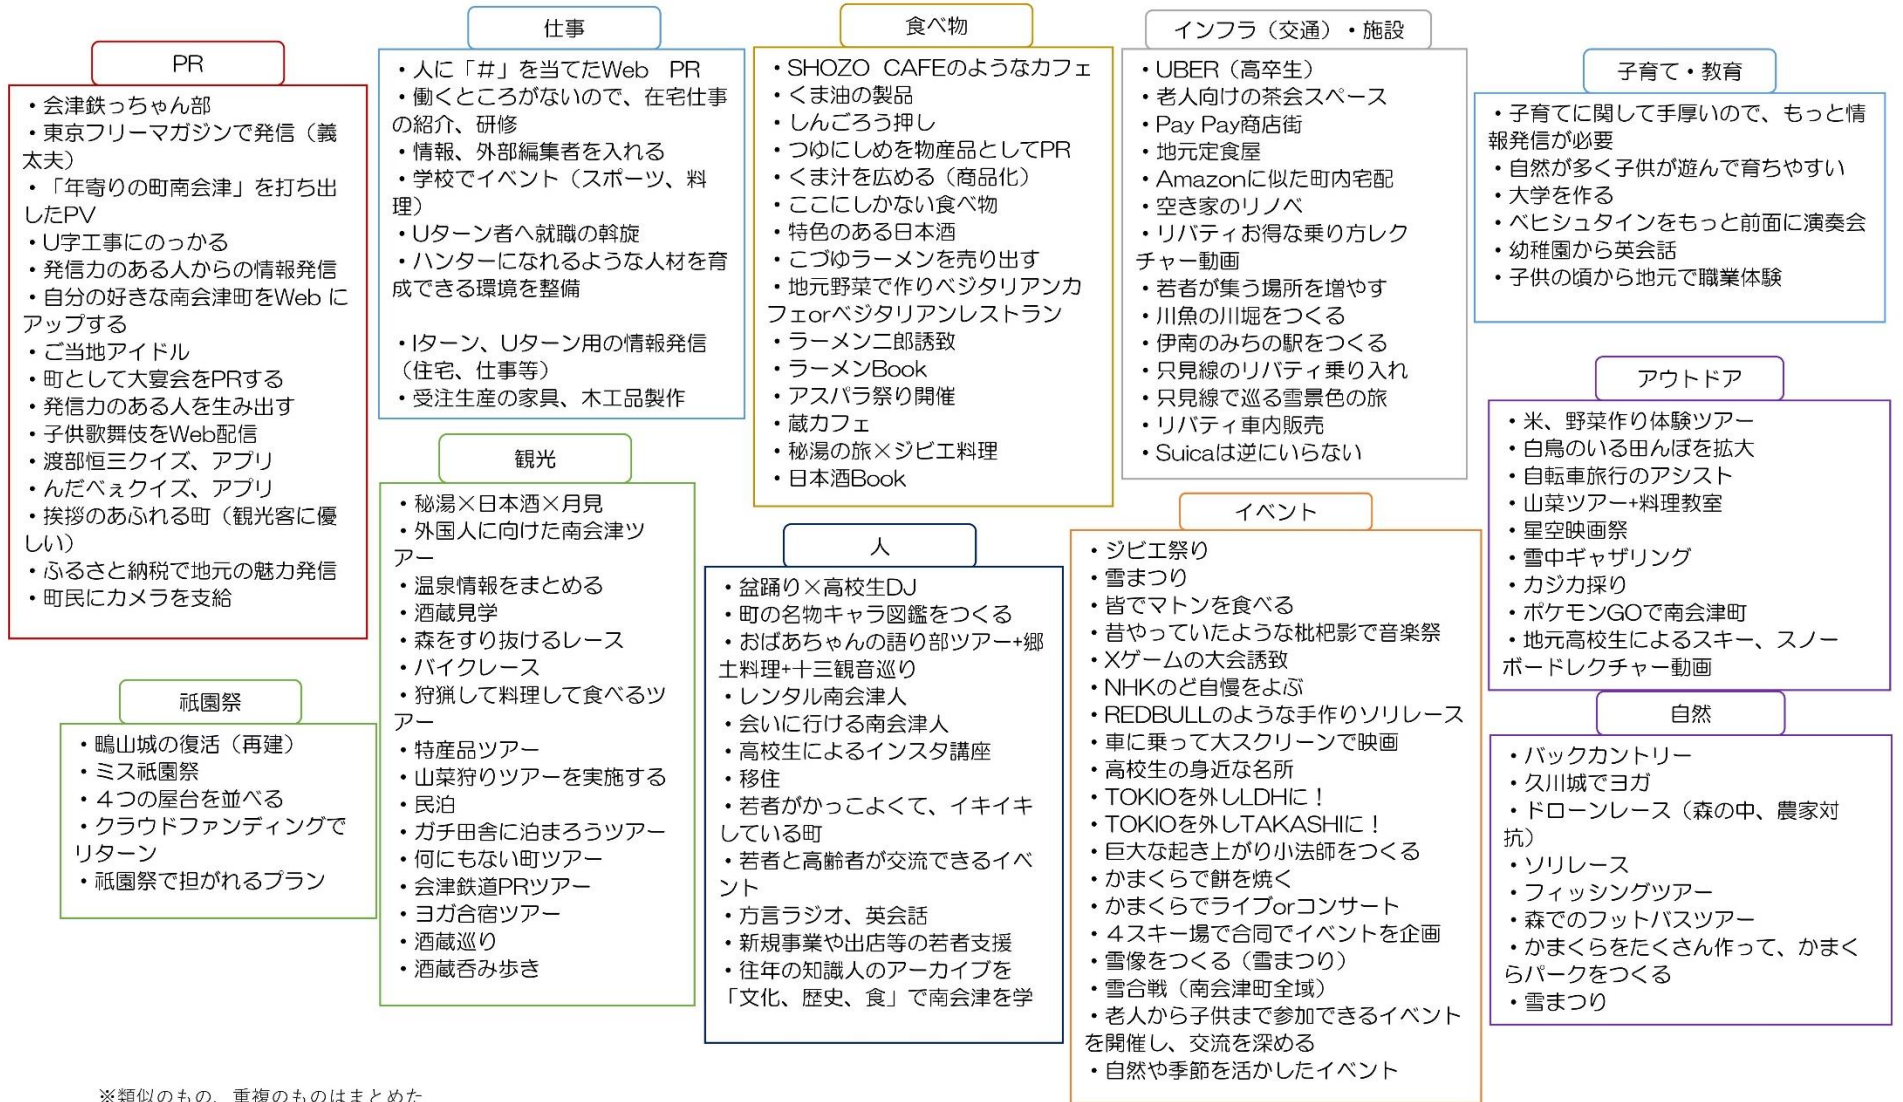 PR
・会津鉄っちゃん部
・東京フリーマガジンで発信（義
太夫）
・「年寄りの町南会津」を打ち出
したPV
・U字工事にのっかる
・発信力のある人からの情報発信
・自分の好きな南会津町をWeb に
アップする
・ご当地アイドル
・町として大宴会をPRする
・発信力のある人を生み出す
・子供歌舞伎をWeb配信
・渡部恒三クイズ、アプリ
・んだべぇクイズ、アプリ
・挨拶のあふれる町（観光客に優
しい）
・ふるさと納税で地元の魅力発信
・町民にカメラを支給
祇園祭
・鴫山城の復活（再建）
・ミス祇園祭
・４つの屋台を並べる
・クラウドファンディングで
リターン
・祇園祭で担がれるプラン
仕事
・人に「＃」を当てたWeb　PR
・働くところがないので、在宅仕事
の紹介、研修
・情報、外部編集者を入れる
・学校でイベント（スポーツ、料
理）
・Uターン者へ就職の斡旋
・ハンターになれるような人材を育
成できる環境を整備
・Iターン、Uターン用の情報発信
（住宅、仕事等）
・受注生産の家具、木工品製作
観光
・秘湯×日本酒×月見
・外国人に向けた南会津ツ
アー
・温泉情報をまとめる
・酒蔵見学
・森をすり抜けるレース
・バイクレース
・狩猟して料理して食べるツ
アー
・特産品ツアー
・山菜狩りツアーを実施する
・民泊
・ガチ田舎に泊まろうツアー
・何にもない町ツアー
・会津鉄道PRツアー
・ヨガ合宿ツアー
・酒蔵巡り
・酒蔵呑み歩き
食べ物
・SHOZO CAFEのようなカフェ
・くま油の製品
・しんごろう押し
・つゆにしめを物産品としてPR
・くま汁を広める（商品化）
・ここにしかない食べ物
・特色のある日本酒
・こづゆラーメンを売り出す
・地元野菜で作りベジタリアンカ
フェorベジタリアンレストラン
・ラーメン二郎誘致
・ラーメンBook
・アスパラ祭り開催
・蔵カフェ
・秘湯の旅×ジビエ料理
・日本酒Book
人
・盆踊り×高校生DJ
・町の名物キャラ図鑑をつくる
・おばあちゃんの語り部ツアー+郷
土料理+十三観音巡り
・レンタル南会津人
・会いに行ける南会津人
・高校生によるインスタ講座
・移住
・若者がかっこよくて、イキイキ
している町
・若者と高齢者が交流できるイベ
ント
・方言ラジオ、英会話
・新規事業や出店等の若者支援
・往年の知識人のアーカイブを
「文化、歴史、食」で南会津を学
インフラ（交通）・施設
・UBER（高卒生）
・老人向けの茶会スペース
・Pay Pay商店街
・地元定食屋
・Amazonに似た町内宅配
・空き家のリノベ
・リバティお得な乗り方レク
チャー動画
・若者が集う場所を増やす
・川魚の川堀をつくる
・伊南のみちの駅をつくる
・只見線のリバティ乗り入れ
・只見線で巡る雪景色の旅
・リバティ車内販売
・Suicaは逆にいらない
イベント
・ジビエ祭り
・雪まつり
・皆でマトンを食べる
・昔やっていたような枇杷影で音楽祭
・Xゲームの大会誘致
・NHKのど自慢をよぶ
・REDBULLのような手作りソリレース
・車に乗って大スクリーンで映画
・高校生の身近な名所
・TOKIOを外しLDHに！
・TOKIOを外しTAKASHIに！
・巨大な起き上がり小法師をつくる
・かまくらで餅を焼く
・かまくらでライブorコンサート
・４スキー場で合同でイベントを企画
・雪像をつくる（雪まつり）
・雪合戦（南会津町全域）
・老人から子供まで参加できるイベント
を開催し、交流を深める
・自然や季節を活かしたイベント
子育て・教育
・子育てに関して手厚いので、もっと情
報発信が必要
・自然が多く子供が遊んで育ちやすい
・大学を作る
・ベヒシュタインをもっと前面に演奏会
・幼稚園から英会話
・子供の頃から地元で職業体験
アウトドア
・米、野菜作り体験ツアー
・白鳥のいる田んぼを拡大
・自転車旅行のアシスト
・山菜ツアー+料理教室
・星空映画祭
・雪中ギャザリング
・カジカ採り
・ポケモンGOで南会津町
・地元高校生によるスキー、スノー
ボードレクチャー動画
自然
・バックカントリー
・久川城でヨガ
・ドローンレース（森の中、農家対
抗）
・ソリレース
・フィッシングツアー
・森でのフットバスツアー
・かまくらをたくさん作って、かまく
らパークをつくる
・雪まつり
※類似のもの、重複のものはまとめた